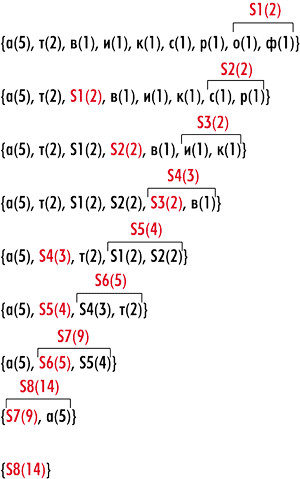 S1(2)
{а(5), т(2), в(1), и(1), к(1), с(1), р(1), о(1), ф(1)}
S2(2)
{а(5), т(2), S1(2), в(1), и(1), к(1), с(1), р(1)}
S3(2)
{а(5), т(2), S1(2), S2(2), в(1), и(1), к(1)}
S4(3)
{а(5), т(2), S1(2), S2(2), S3(2), в(1)}
S5(4)
{а(5), S4(3), т(2), S1(2), S2(2)}
S6(5)
{а(5), S5(4), S4(3), т(2)}
S7(9)
{а(5), S6(5), S5(4)}
S8(14)
{S7(9), а(5)}
{S8(14)}